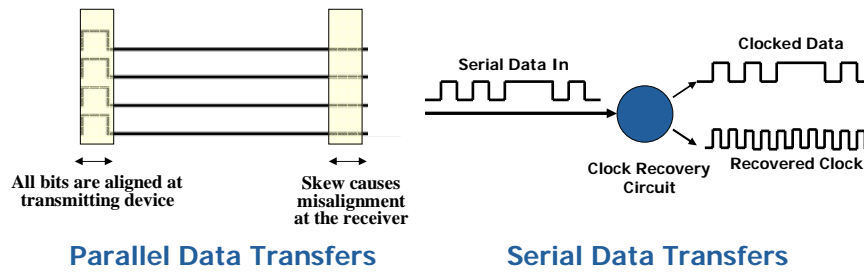 All bits are aligned at
transmitting device
Skew causes
misalignment
at the receiver
Parallel Data Transfers
Serial Data In
Clocked Data
Clock Recovery
Circuit
Recovered Clock
Serial Data Transfers